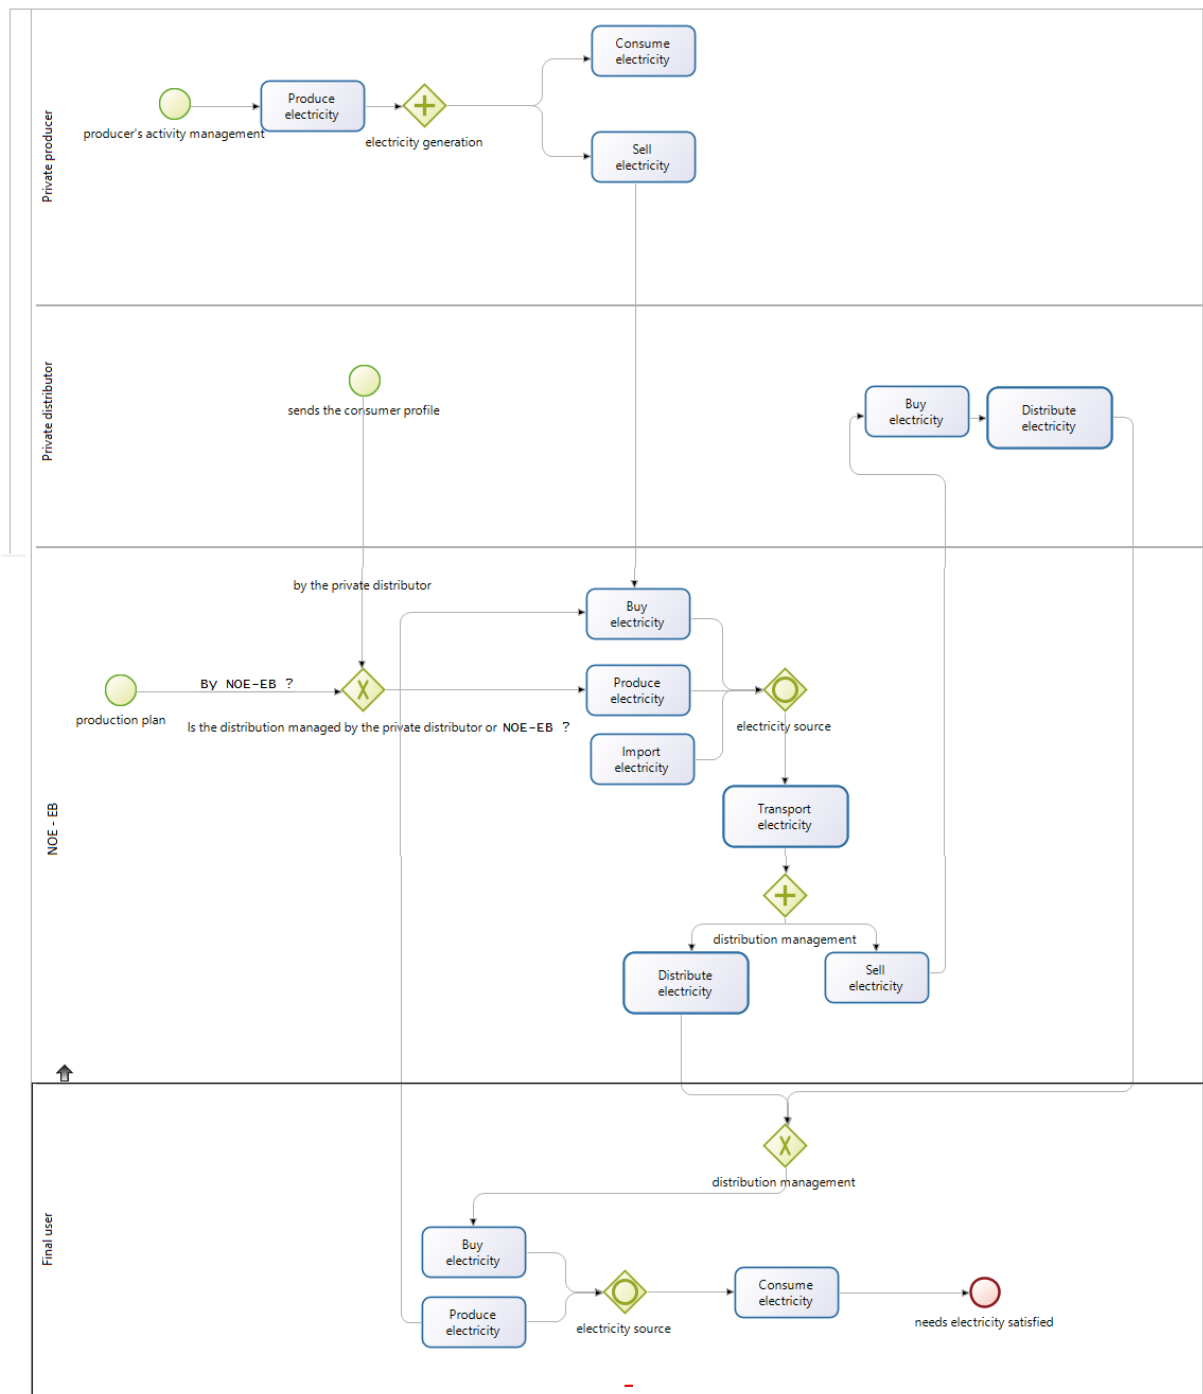 Private producer
producer's activity management
Produce
electricity
electricity generation
Consume
electricity
Sell
electricity
Private distributor
sends the consumer profile
Buy
electricity
Distribute
electricity
NOE - EB
by the private distributor
production plan
By NOE-EB ?
Is the distribution managed by the private distributor or NOE-EB ?
Buy
electricity
Produce
electricity
Import
electricity
electricity source
Transport
electricity
distribution management
Distribute
electricity
Sell
electricity
Final user
distribution management
Buy
electricity
Produce
electricity
electricity source
Consume
electricity
needs electricity satisfied